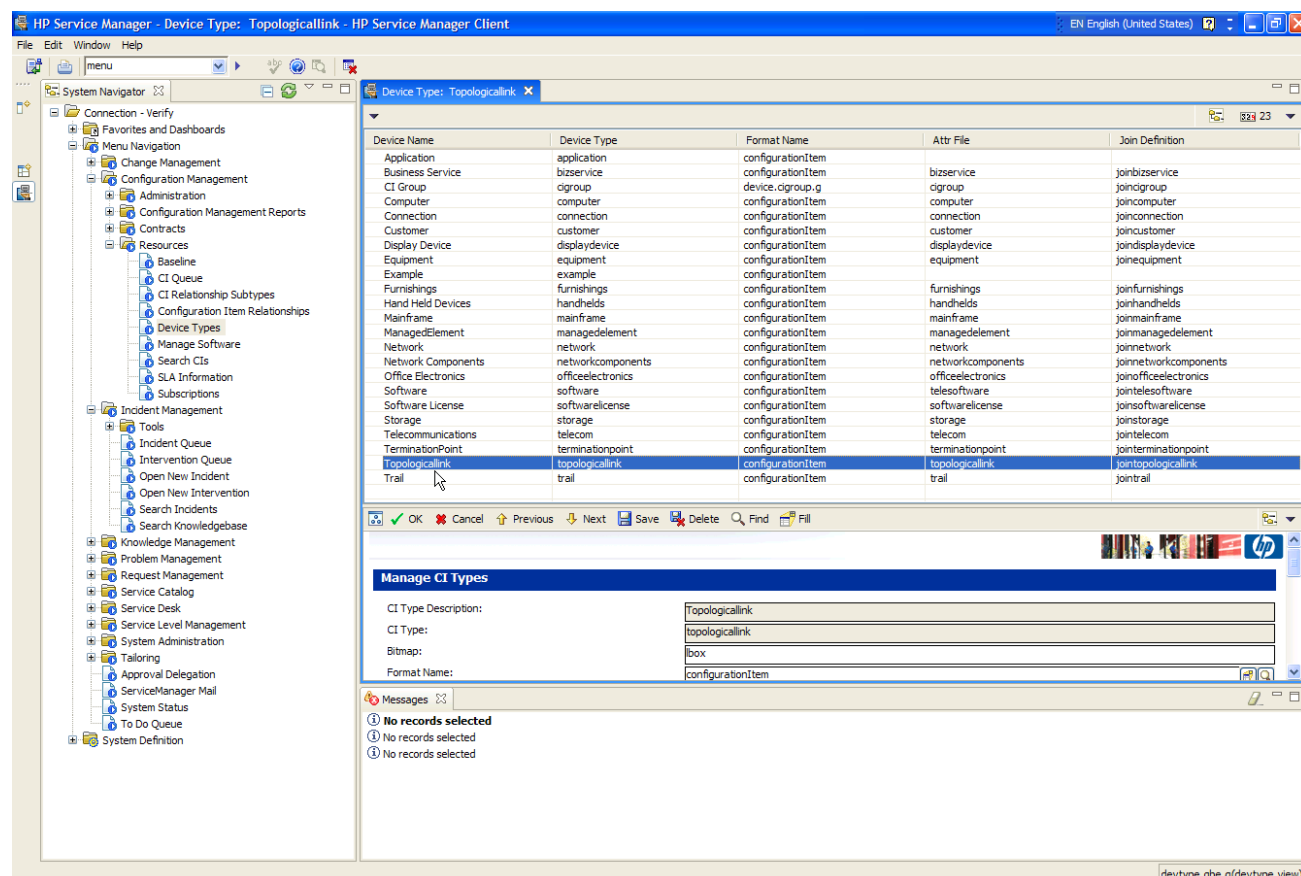 HP Service Manager - Device Type: Topologicallink - HP Service Manager Client EN English (United States)
File Edit Window Help
menu
System Navigator
Connection - Verify
Favorites and Dashboards
Menu Navigation
Change Management
Configuration Management
Administration
Configuration Management Reports
Contracts
Resources
Baseline
CI Queue
CI Relationship Subtypes
Configuration Item Relationships
Device Types
Manage Software
Search CIs
SLA Information
Subscriptions
Incident Management
Tools
Incident Queue
Intervention Queue
Open New Incident
Open New Intervention
Search Incidents
Search Knowledgebase
Knowledge Management
Problem Management
Request Management
Service Catalog
Service Desk
Service Level Management
System Administration
Tailoring
Approval Delegation
ServiceManager Mail
System Status
To Do Queue
System Definition
Device Type: Topologicallink
23
Device Name Device Type Format Name Attr File Join Definition
Application application configurationItem
Business Service bizservice configurationItem bizservice joinbizservice
CI Group cigroup device.cigroup.g cigroup joincigroup
Computer computer configurationItem computer joincomputer
Connection connection configurationItem connection joinconnection
Customer customer configurationItem customer joincustomer
Display Device displaydevice configurationItem displaydevice joindisplaydevice
Equipment equipment configurationItem equipment joinequipment
Example example configurationItem
Furnishings furnishings configurationItem furnishings joinfurnishings
Hand Held Devices handhelds configurationItem handhelds joinhandhelds
Mainframe mainframe configurationItem mainframe joinmainframe
ManagedElement managedelement configurationItem managedelement joinmanagedelement
Network network configurationItem network joinnetwork
Network Components networkcomponents configurationItem networkcomponents joinnetworkcomponents
Office Electronics officeelectronics configurationItem officeelectronics joinofficeelectronics
Software software configurationItem telesoftware jointelesoftware
Software License softwarelicense configurationItem softwarelicense joinsoftwarelicense
Storage storage configurationItem storage joinstorage
Telecommunications telecom configurationItem telecom jointelecom
TerminationPoint terminationpoint configurationItem terminationpoint jointerminationpoint
Topologicallink topologicallink configurationItem topologicallink jointopologicallink
Trail trail configurationItem trail jointrail
OK Cancel Previous Next Save Delete Find Fill
hp
Manage CI Types
CI Type Description: Topologicallink
CI Type: topologicallink
Bitmap: lbox
Format Name: configurationItem
Messages
No records selected
No records selected
No records selected